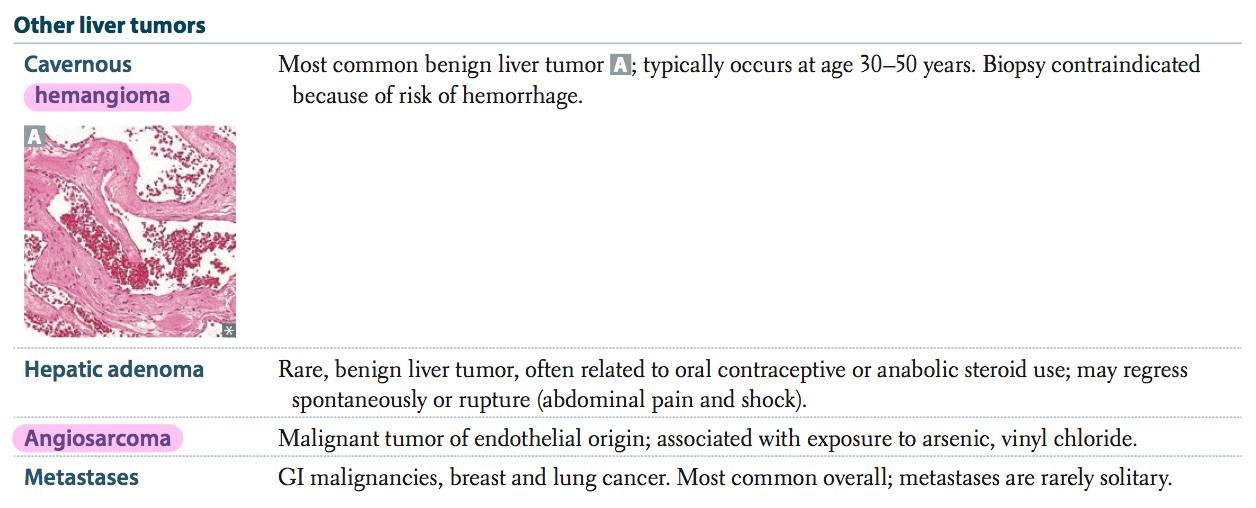 Other liver tumors
Cavernous
hemangioma
Most common benign liver tumor A; typically occurs at age 30–50 years. Biopsy contraindicated
because of risk of hemorrhage.
A
Hepatic adenoma
Rare, benign liver tumor, often related to oral contraceptive or anabolic steroid use; may regress
spontaneously or rupture (abdominal pain and shock).
Angiosarcoma
Malignant tumor of endothelial origin; associated with exposure to arsenic, vinyl chloride.
Metastases
GI malignancies, breast and lung cancer. Most common overall; metastases are rarely solitary.